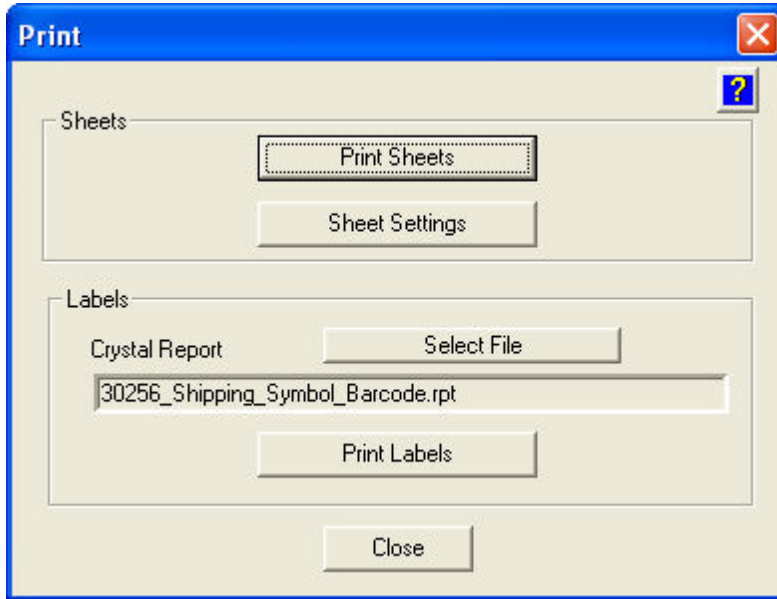 Print
?
Sheets
Print Sheets
Sheet Settings
Labels
Crystal Report
Select File
30256_Shipping_Symbol_Barcode.rpt
Print Labels
Close